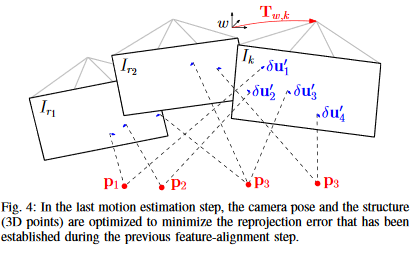 w T_{w,k}
I_{r_1} I_{r_2} I_k δu′_1
δu′_2 δu′_3
δu′_4
p_1 p_2 p_3 p_3
Fig. 4: In the last motion estimation step, the camera pose and the structure
(3D points) are optimized to minimize the reprojection error that has been
established during the previous feature-alignment step.